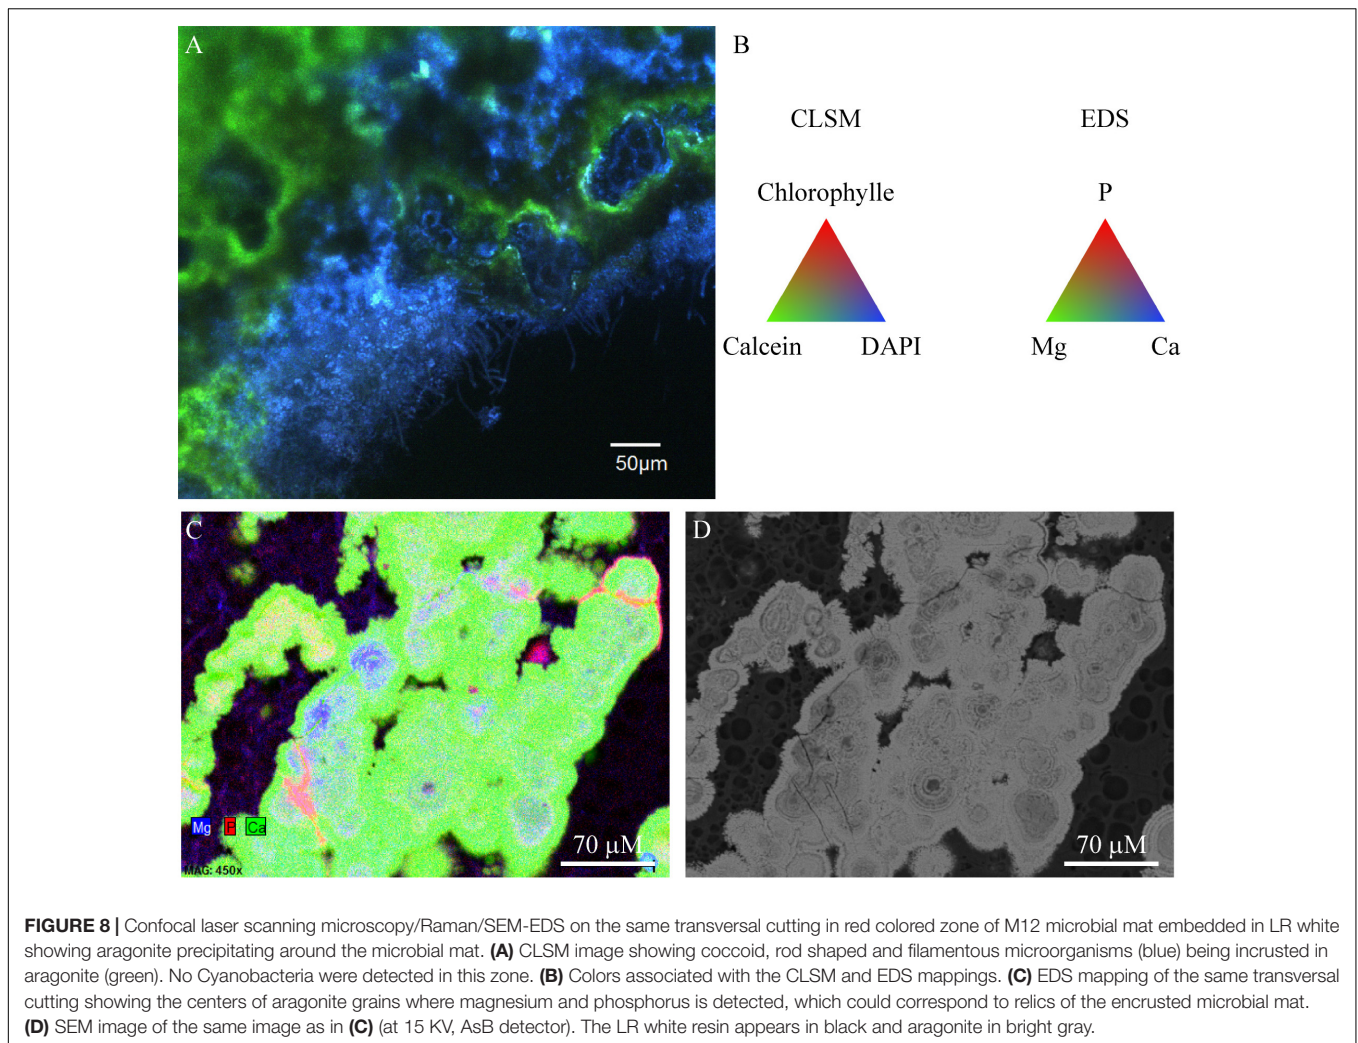 A
B
CLSM
EDS
Chlorophylle
P
Calcein
DAPI
Mg
Ca
50µm
C
D
Mg P Ca
MAG: 450x
70 µM
70 µM
FIGURE 8 | Confocal laser scanning microscopy/Raman/SEM-EDS on the same transversal cutting in red colored zone of M12 microbial mat embedded in LR white
showing aragonite precipitating around the microbial mat. (A) CLSM image showing coccoid, rod shaped and filamentous microorganisms (blue) being incrusted in
aragonite (green). No Cyanobacteria were detected in this zone. (B) Colors associated with the CLSM and EDS mappings. (C) EDS mapping of the same transversal
cutting showing the centers of aragonite grains where magnesium and phosphorus is detected, which could correspond to relics of the encrusted microbial mat.
(D) SEM image of the same image as in (C) (at 15 KV, AsB detector). The LR white resin appears in black and aragonite in bright gray.